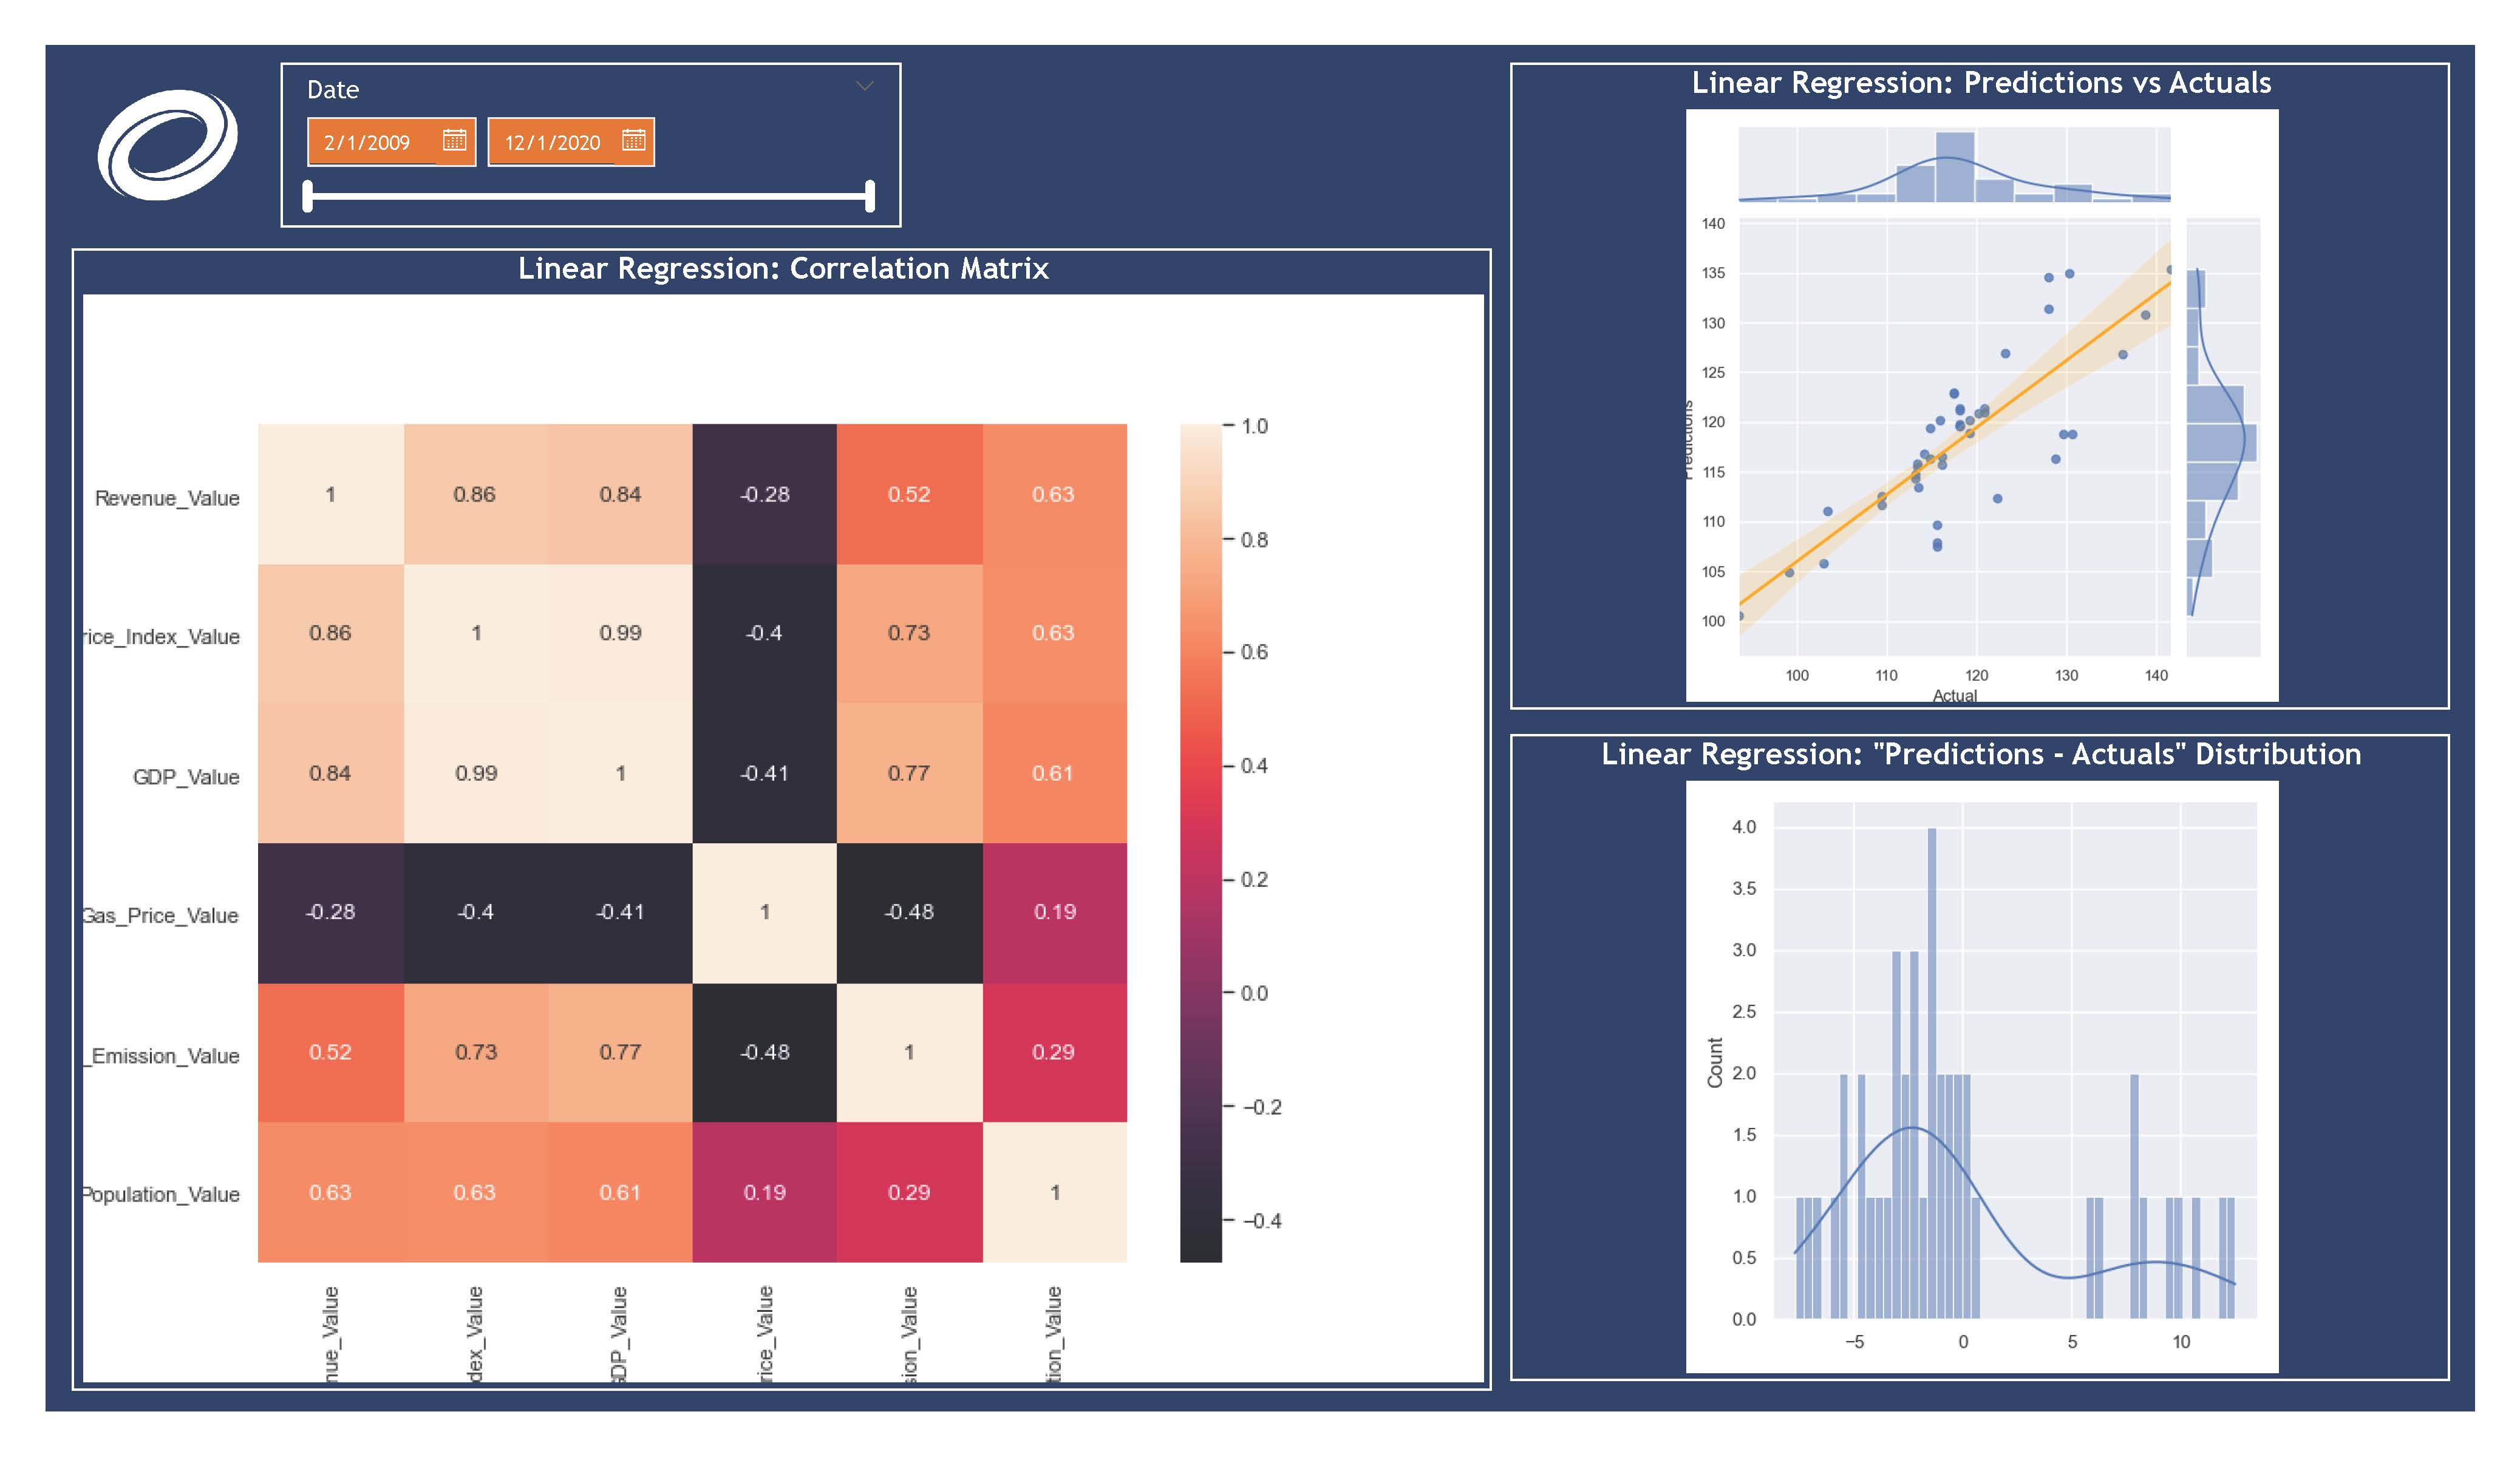 Date
2/1/2009 12/1/2020
Linear Regression: Correlation Matrix
1.0
0.8
0.6
0.4
0.2
0.0
−0.2
−0.4
Revenue_Value 1 0.86 0.84 -0.28 0.52 0.63
rice_Index_Value 0.86 1 0.99 -0.4 0.73 0.63
GDP_Value 0.84 0.99 1 -0.41 0.77 0.61
Gas_Price_Value -0.28 -0.4 -0.41 1 -0.48 0.19
_Emission_Value 0.52 0.73 0.77 -0.48 1 0.29
Population_Value 0.63 0.63 0.61 0.19 0.29 1
nue_Value
dex_Value
GDP_Value
rice_Value
sion_Value
tion_Value
Linear Regression: Predictions vs Actuals
140
135
130
125
120
115
110
105
100
Predictions
100 110 120 130 140
Actual
Linear Regression: "Predictions - Actuals" Distribution
4.0
3.5
3.0
2.5
2.0
1.5
1.0
0.5
0.0
Count
−5 0 5 10